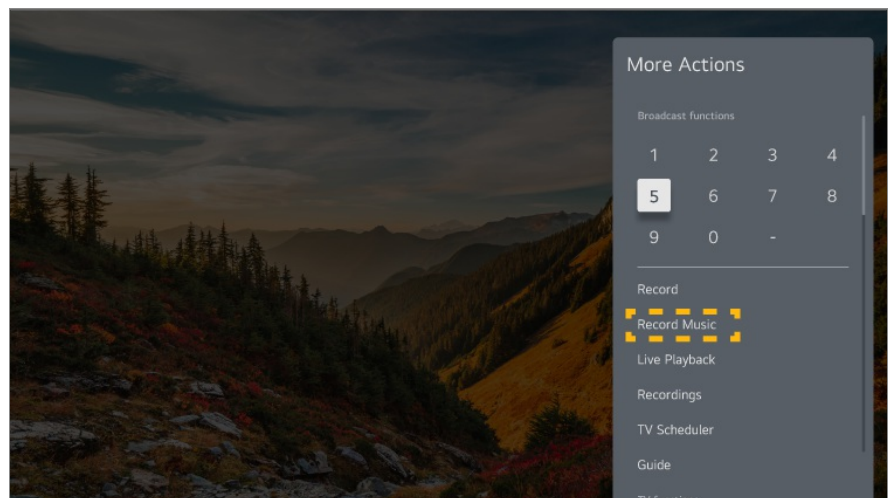 More Actions
Broadcast functions
1 2 3 4
5 6 7 8
9 0 -
Record
Record Music
Live Playback
Recordings
TV Scheduler
Guide